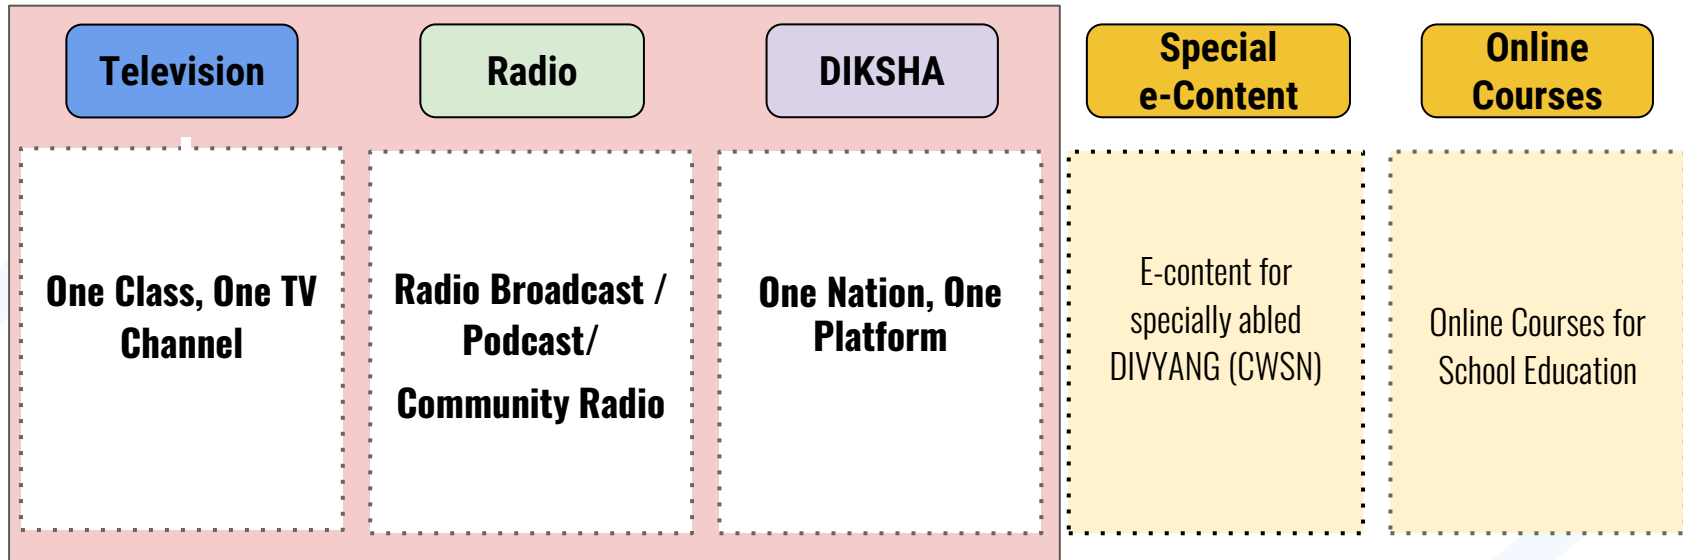 Television
Radio
DIKSHA
Special
e-Content
Online
Courses
One Class, One TV
Channel
Radio Broadcast /
Podcast/
Community Radio
One Nation, One
Platform
E-content for
specially abled
DIVYANG (CWSN)
Online Courses for
School Education